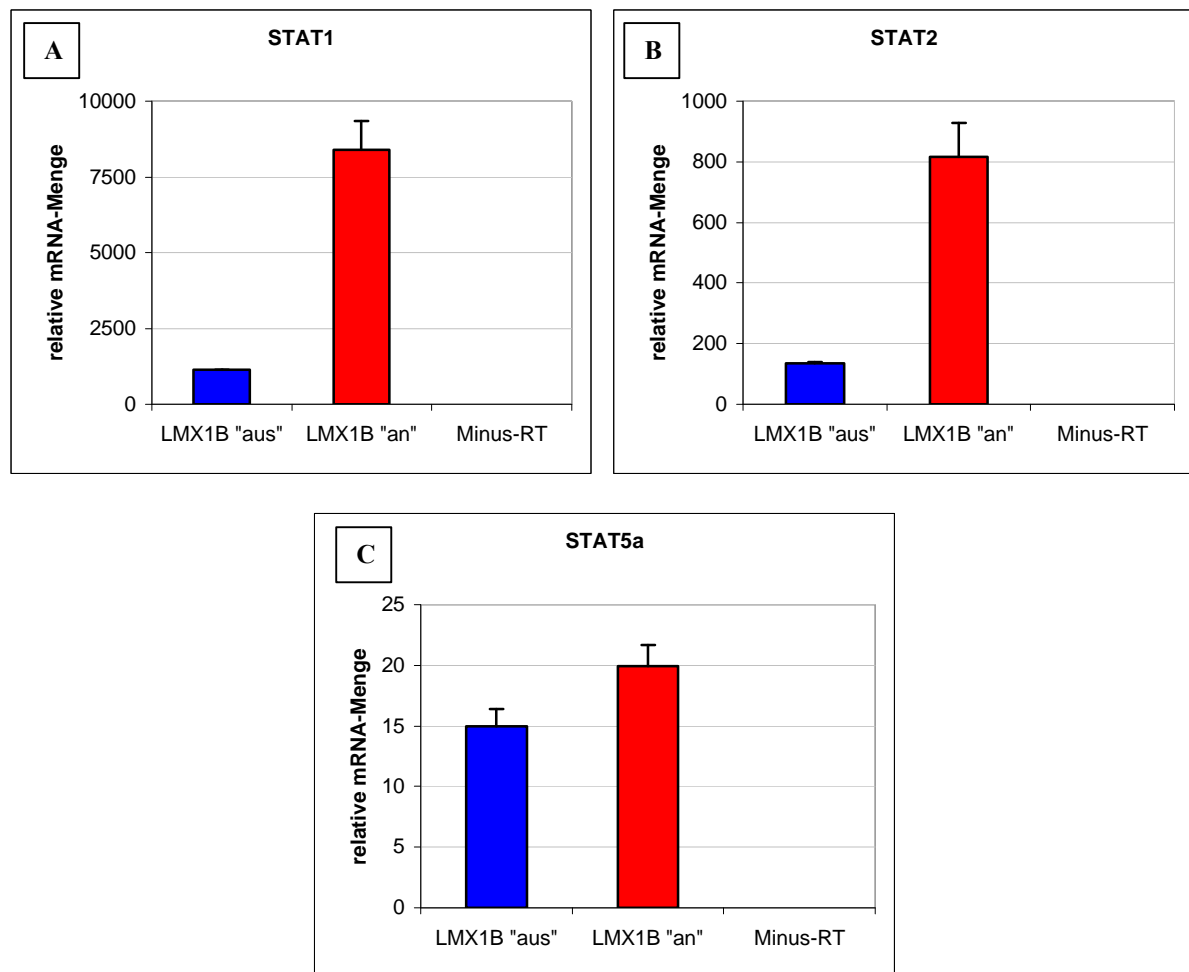 A
STAT1
relative mRNA-Menge
10000
7500
5000
2500
0
LMX1B "aus" LMX1B "an" Minus-RT
B
STAT2
relative mRNA-Menge
1000
800
600
400
200
0
LMX1B "aus" LMX1B "an" Minus-RT
C
STAT5a
relative mRNA-Menge
25
20
15
10
5
0
LMX1B "aus" LMX1B "an" Minus-RT